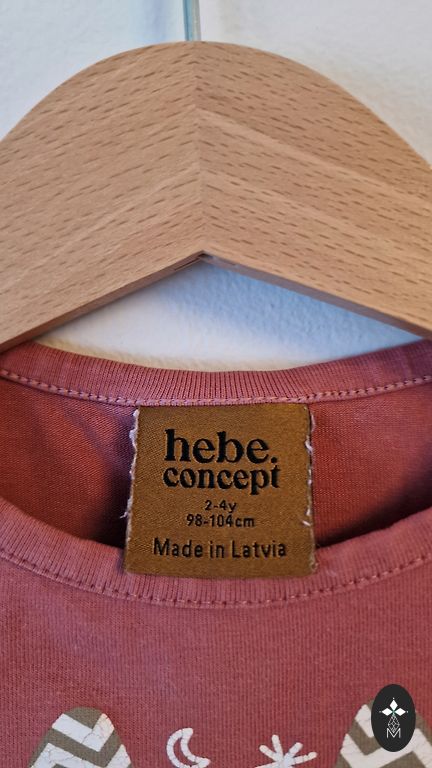 hebe.
concept
2-4y
98-104cm
Made in Latvia
M